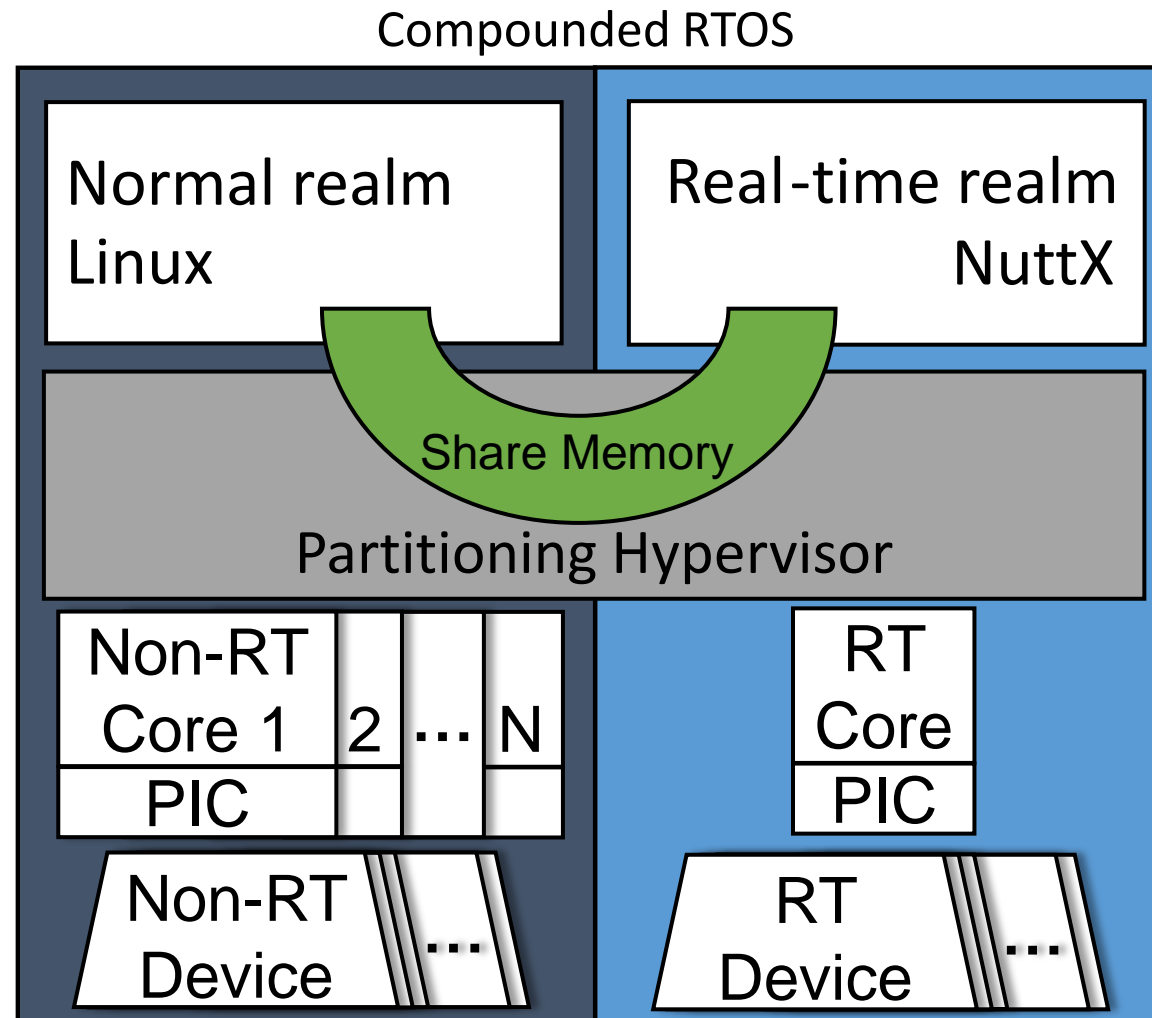 Compounded RTOS
Normal realm
Linux
Real-time realm
NuttX
Share Memory
Partitioning Hypervisor
Non-RT
Core 1
2
...
N
PIC
RT
Core
PIC
Non-RT
Device
...
RT
Device
...